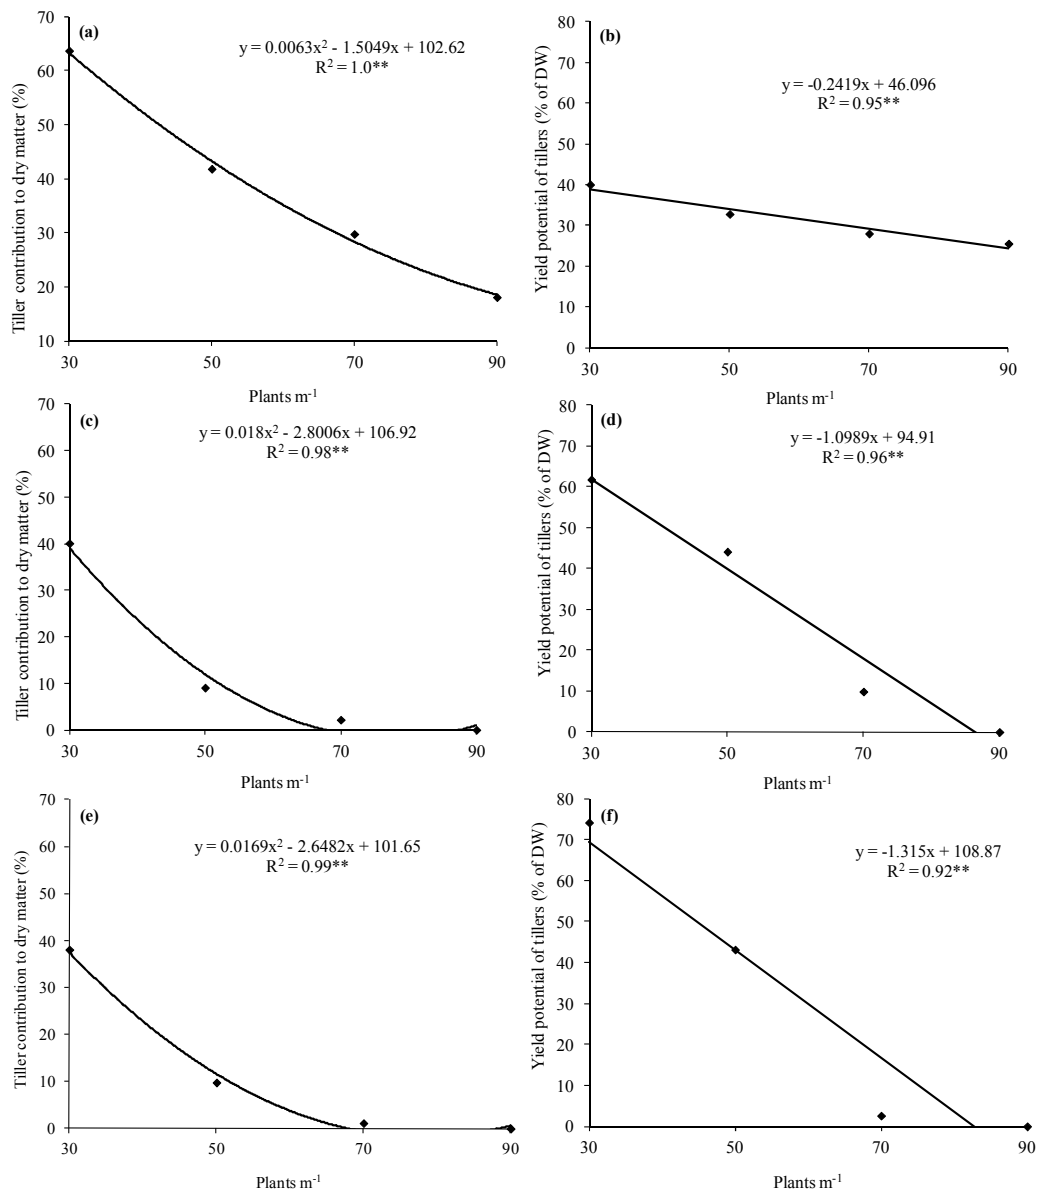 (a)
y = 0.0063x² - 1.5049x + 102.62
R² = 1.0**
Tiller contribution to dry matter (%)
70
60
50
40
30
20
10
30 50 70 90
Plants m⁻¹
(b)
y = -0.2419x + 46.096
R² = 0.95**
Yield potential of tillers (% of DW)
80
70
60
50
40
30
20
10
0
30 50 70 90
Plants m⁻¹
(c)
y = 0.018x² - 2.8006x + 106.92
R² = 0.98**
Tiller contribution to dry matter (%)
70
60
50
40
30
20
10
0
30 50 70 90
Plants m⁻¹
(d)
y = -1.0989x + 94.91
R² = 0.96**
Yield potential of tillers (% of DW)
80
70
60
50
40
30
20
10
0
30 50 70 90
Plants m⁻¹
(e)
y = 0.0169x² - 2.6482x + 101.65
R² = 0.99**
Tiller contribution to dry matter (%)
70
60
50
40
30
20
10
0
30 50 70 90
Plants m⁻¹
(f)
y = -1.315x + 108.87
R² = 0.92**
Yield potential of tillers (% of DW)
80
70
60
50
40
30
20
10
0
30 50 70 90
Plants m⁻¹